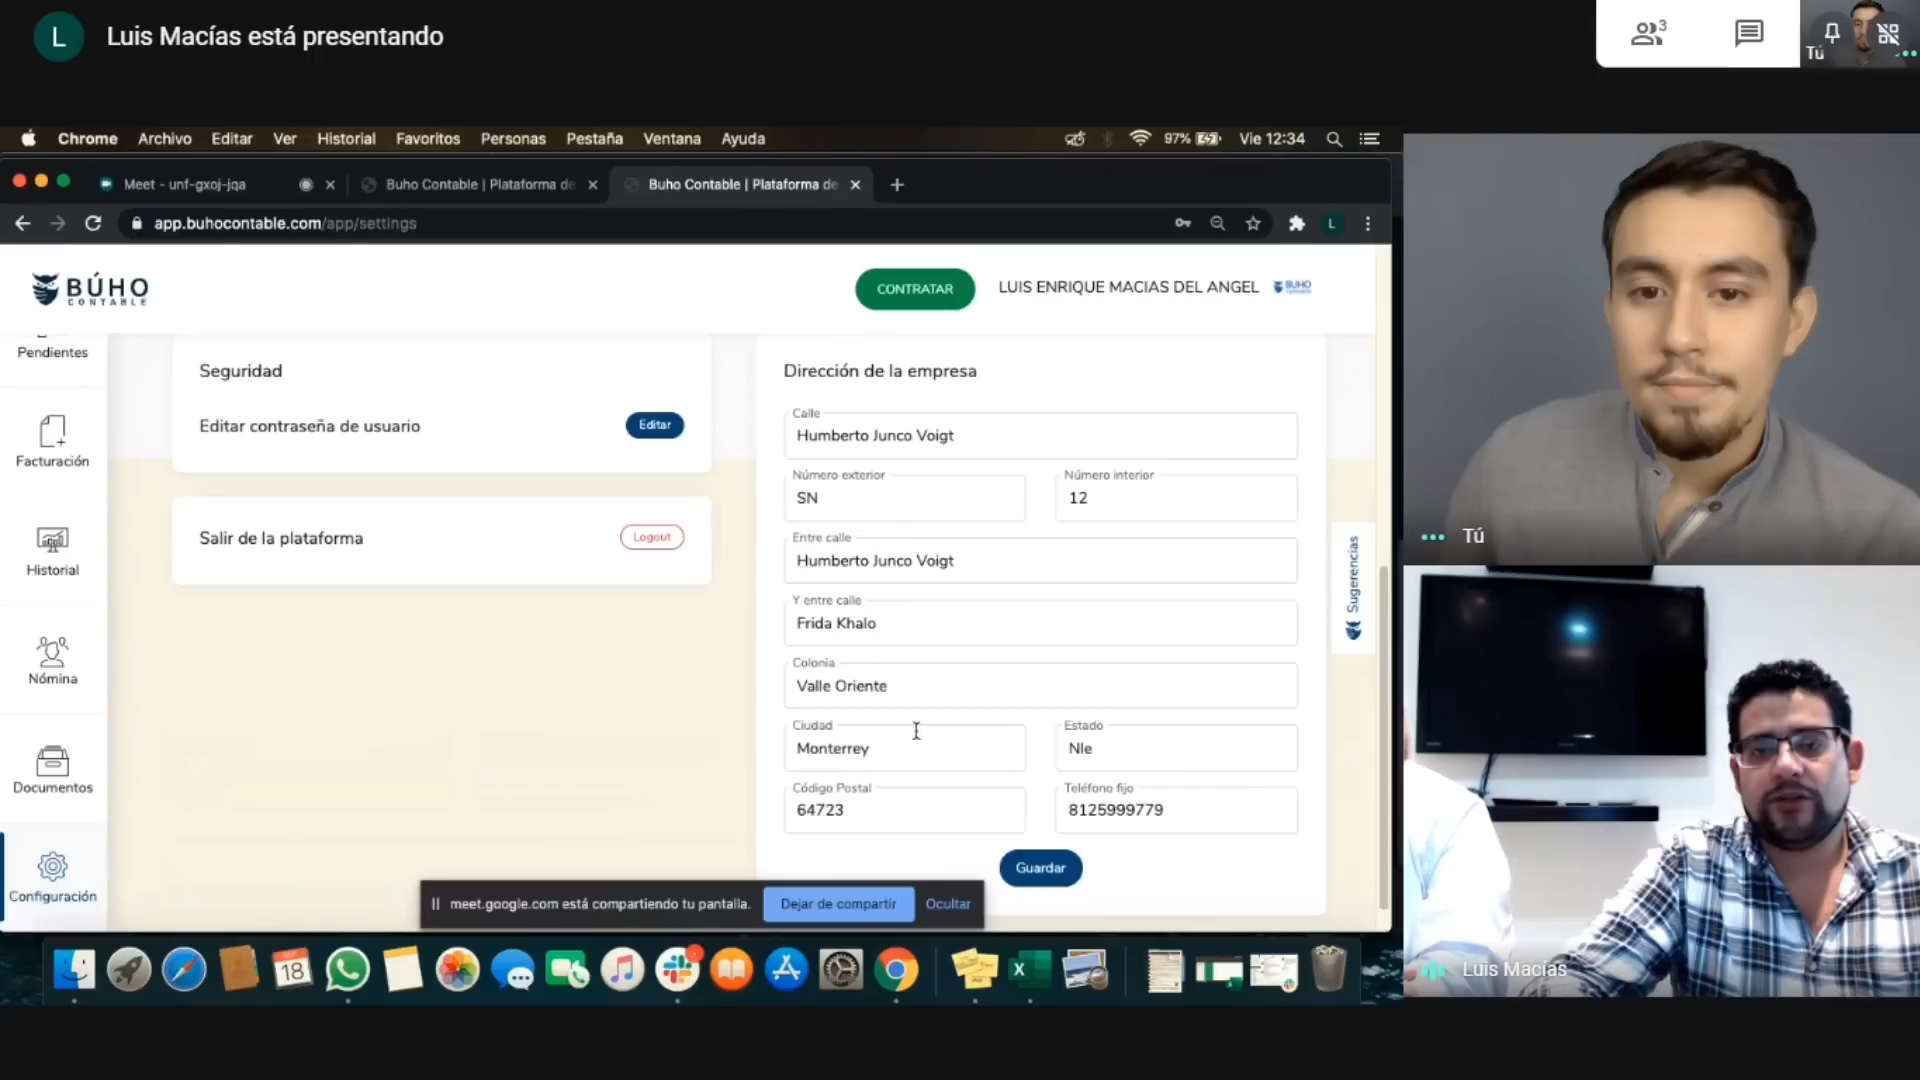 L Luis Macías está presentando
3
Tú
Chrome Archivo Editar Ver Historial Favoritos Personas Pestaña Ventana Ayuda 97% Vie 12:34
Meet - unf-gxoj-jqa Buho Contable | Plataforma de Buho Contable | Plataforma de
app.buhocontable.com/app/settings L
BÚHO
CONTABLE
CONTRATAR LUIS ENRIQUE MACIAS DEL ANGEL BUHO
Pendientes
Facturación
Historial
Nómina
Documentos
Configuración
Seguridad
Editar contraseña de usuario Editar
Salir de la plataforma Logout
Dirección de la empresa
Calle
Humberto Junco Voigt
Número exterior Número interior
SN 12
Entre calle
Humberto Junco Voigt
Y entre calle
Frida Khalo
Colonia
Valle Oriente
Ciudad Estado
Monterrey Nle
Código Postal Teléfono fijo
64723 8125999779
Guardar
Sugerencias
meet.google.com está compartiendo tu pantalla. Dejar de compartir Ocultar
18
X
Tú
Luis Macías